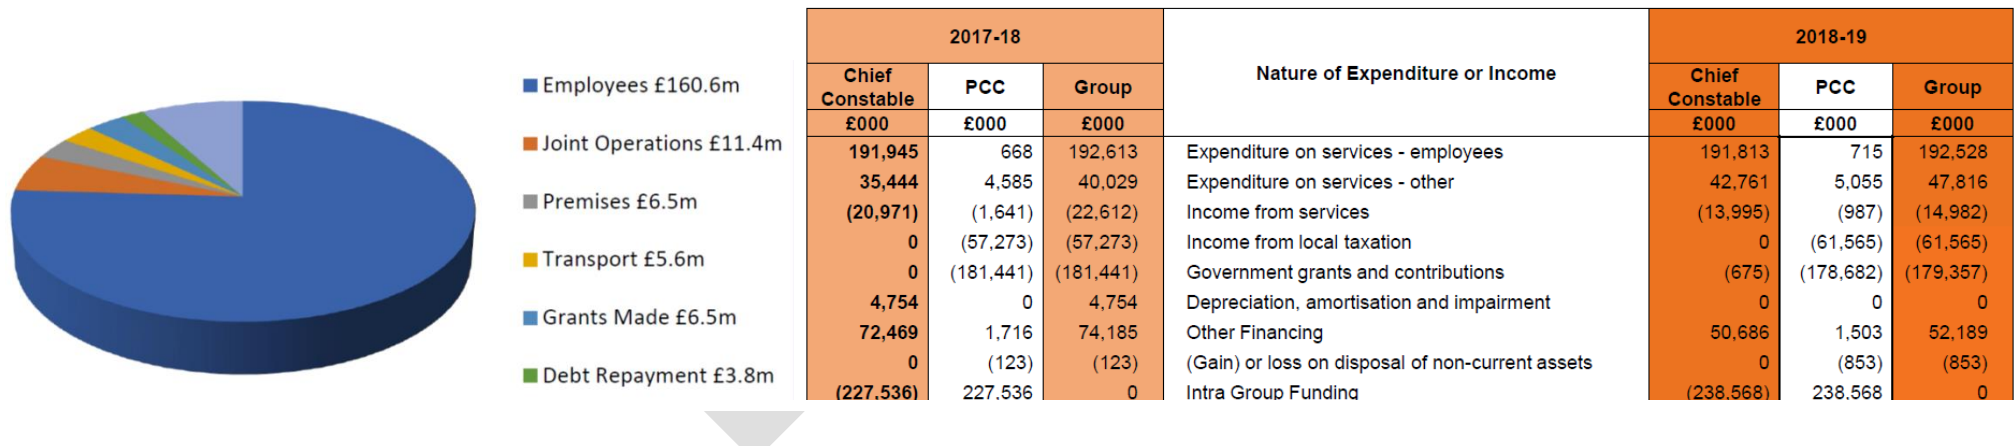 Employees £160.6m
Joint Operations £11.4m
Premises £6.5m
Transport £5.6m
Grants Made £6.5m
Debt Repayment £3.8m
2017-18 Nature of Expenditure or Income 2018-19
Chief Constable PCC Group Chief Constable PCC Group
£000 £000 £000 £000 £000 £000
191,945 668 192,613 Expenditure on services - employees 191,813 715 192,528
35,444 4,585 40,029 Expenditure on services - other 42,761 5,055 47,816
(20,971) (1,641) (22,612) Income from services (13,995) (987) (14,982)
0 (57,273) (57,273) Income from local taxation 0 (61,565) (61,565)
0 (181,441) (181,441) Government grants and contributions (675) (178,682) (179,357)
4,754 0 4,754 Depreciation, amortisation and impairment 0 0 0
72,469 1,716 74,185 Other Financing 50,686 1,503 52,189
0 (123) (123) (Gain) or loss on disposal of non-current assets 0 (853) (853)
(227,536) 227,536 0 Intra Group Funding (238,568) 238,568 0